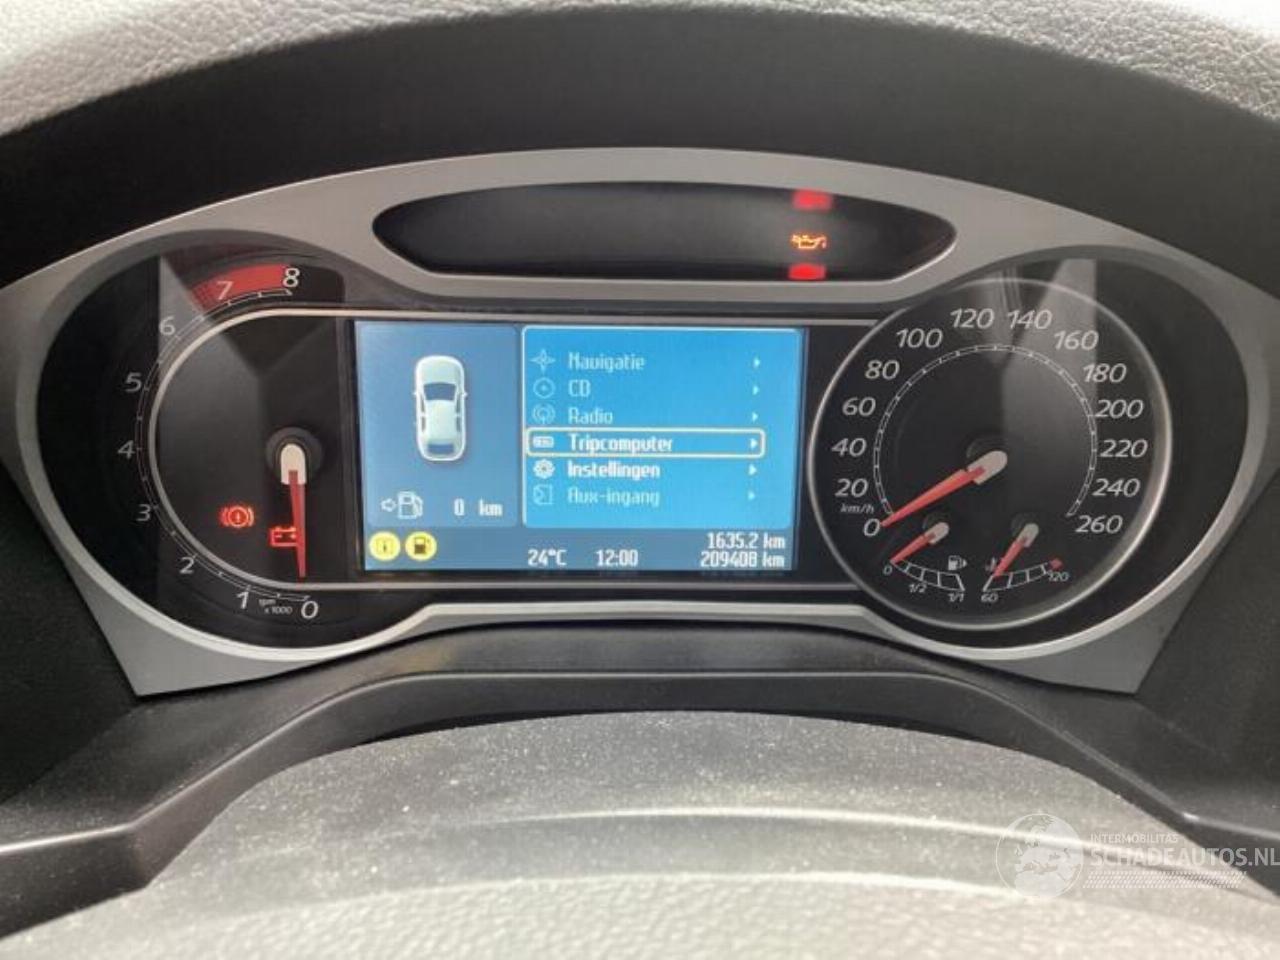 8
7
6
5
4
3
2
1
rpm
x 1000
0
Navigatie
CD
Radio
Tripcomputer
Instellingen
Aux-ingang
0 km
1635.2 km
24°C 12:00 209408 km
0
20
40
60
80
100
120
140
160
180
200
220
240
260
km/h
0
1/2
1/1
60
120
INTERMOBILITAS
SCHADEAUTOS.NL